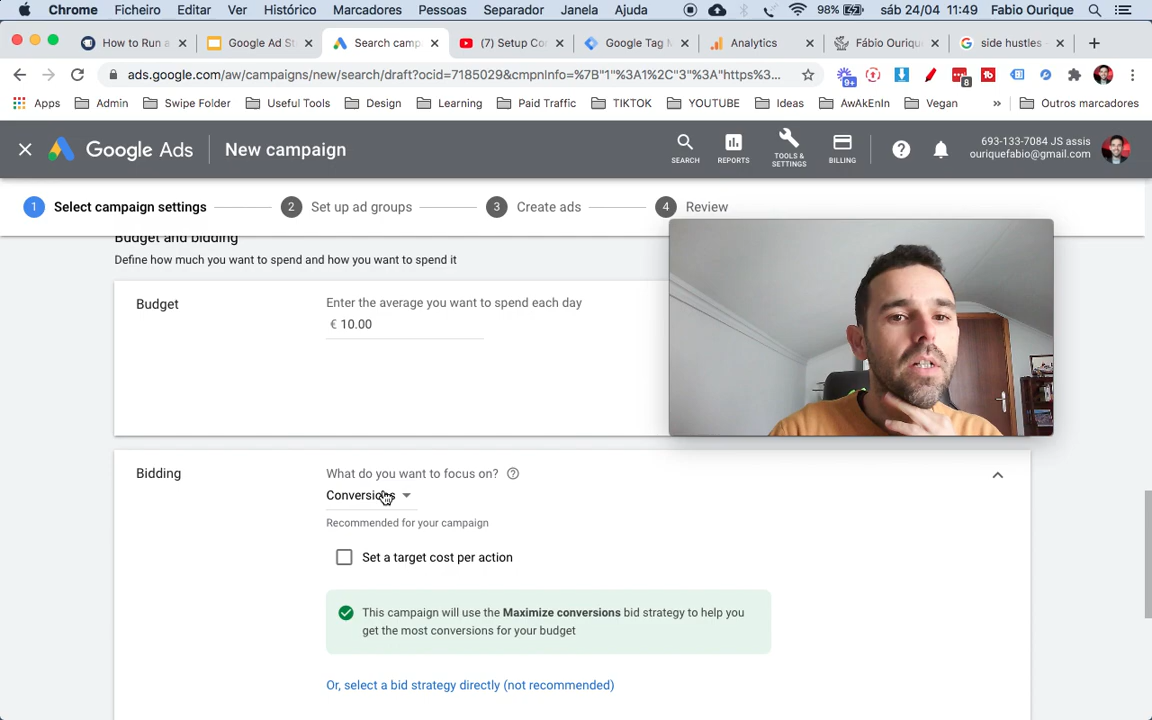 Chrome Ficheiro Editar Ver Histórico Marcadores Pessoas Separador Janela Ajuda 98% sáb 24/04 11:49 Fabio Ourique
How to Run a Google Ad St Search camp (7) Setup Co Google Tag M Analytics Fábio Ourique side hustles
ads.google.com/aw/campaigns/new/search/draft?ocid=7185029&cmpnInfo=%7B"1"%3A1%2C"3"%3A"https%3... 9+ 8
Apps Admin Swipe Folder Useful Tools Design Learning Paid Traffic TIKTOK YOUTUBE Ideas AwAkEnIn Vegan » Outros marcadores
Google Ads New campaign SEARCH REPORTS TOOLS & SETTINGS BILLING 693-133-7084 JS assis
ouriquefabio@gmail.com
1 Select campaign settings 2 Set up ad groups 3 Create ads 4 Review
Budget and bidding
Define how much you want to spend and how you want to spend it
Budget Enter the average you want to spend each day
€ 10.00
Bidding What do you want to focus on?
Conversions
Recommended for your campaign
Set a target cost per action
This campaign will use the Maximize conversions bid strategy to help you
get the most conversions for your budget
Or, select a bid strategy directly (not recommended)